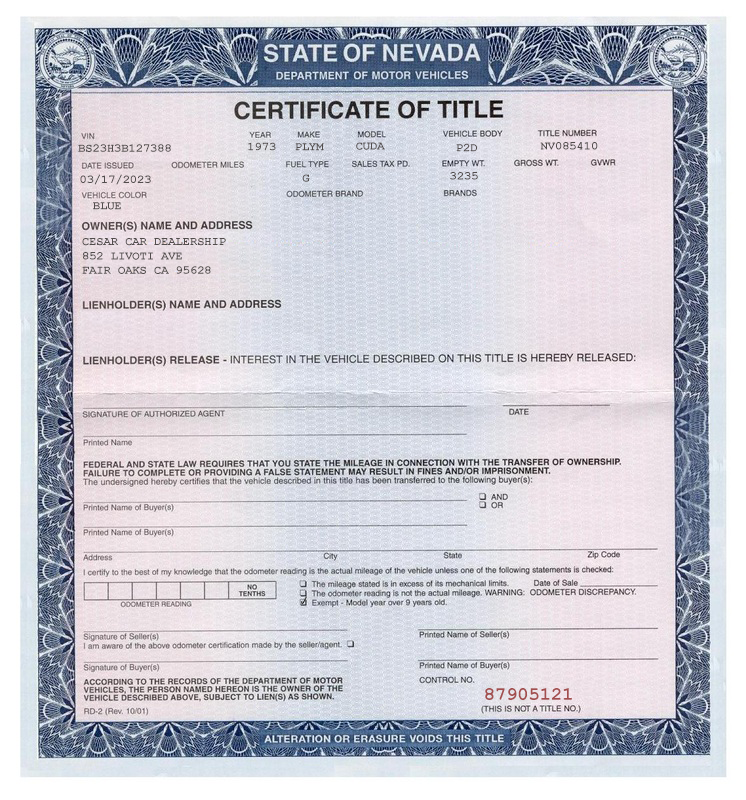 STATE OF NEVADA
DEPARTMENT OF MOTOR VEHICLES
CERTIFICATE OF TITLE
VIN YEAR MAKE MODEL VEHICLE BODY TITLE NUMBER
BS23H3B127388 1973 PLYM CUDA P2D NV085410
DATE ISSUED ODOMETER MILES FUEL TYPE SALES TAX PD. EMPTY WT. GROSS WT. GVWR
03/17/2023 G 3235
VEHICLE COLOR ODOMETER BRAND BRANDS
BLUE
OWNER(S) NAME AND ADDRESS
CESAR CAR DEALERSHIP
852 LIVOTI AVE
FAIR OAKS CA 95628
LIENHOLDER(S) NAME AND ADDRESS
LIENHOLDER(S) RELEASE - INTEREST IN THE VEHICLE DESCRIBED ON THIS TITLE IS HEREBY RELEASED:
SIGNATURE OF AUTHORIZED AGENT DATE
Printed Name
FEDERAL AND STATE LAW REQUIRES THAT YOU STATE THE MILEAGE IN CONNECTION WITH THE TRANSFER OF OWNERSHIP.
FAILURE TO COMPLETE OR PROVIDING A FALSE STATEMENT MAY RESULT IN FINES AND/OR IMPRISONMENT.
The undersigned hereby certifies that the vehicle described in this title has been transferred to the following buyer(s):
AND
Printed Name of Buyer(s) OR
Printed Name of Buyer(s)
Address City State Zip Code
I certify to the best of my knowledge that the odometer reading is the actual mileage of the vehicle unless one of the following statements is checked:
NO TENTHS
The mileage stated is in excess of its mechanical limits. Date of Sale
The odometer reading is not the actual mileage. WARNING: ODOMETER DISCREPANCY.
ODOMETER READING Exempt - Model year over 9 years old.
Signature of Seller(s) Printed Name of Seller(s)
I am aware of the above odometer certification made by the seller/agent.
Signature of Buyer(s) Printed Name of Buyer(s)
ACCORDING TO THE RECORDS OF THE DEPARTMENT OF MOTOR
VEHICLES, THE PERSON NAMED HEREON IS THE OWNER OF THE
VEHICLE DESCRIBED ABOVE, SUBJECT TO LIEN(S) AS SHOWN.
CONTROL NO.
87905121
(THIS IS NOT A TITLE NO.)
RD-2 (Rev. 10/01)
ALTERATION OR ERASURE VOIDS THIS TITLE